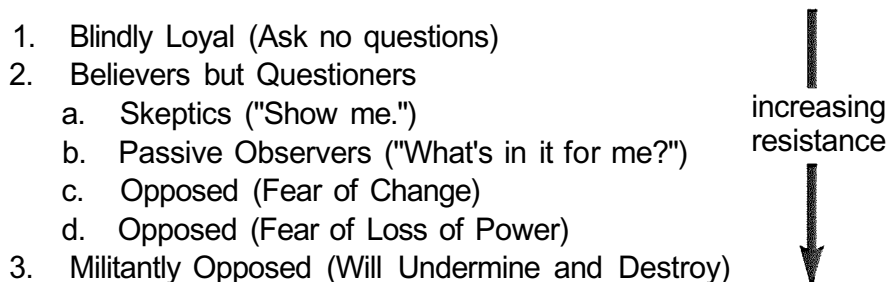 1. Blindly Loyal (Ask no questions)
2. Believers but Questioners
a. Skeptics ("Show me.")
b. Passive Observers ("What's in it for me?")
c. Opposed (Fear of Change)
d. Opposed (Fear of Loss of Power)
3. Militantly Opposed (Will Undermine and Destroy)
increasing
resistance